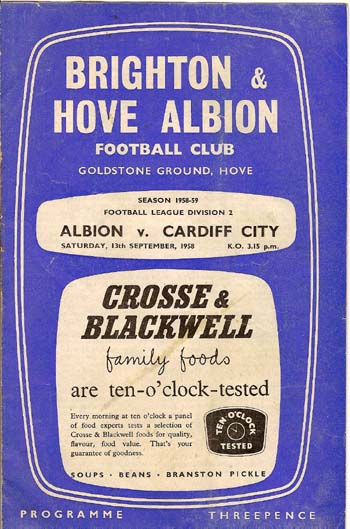 BRIGHTON &
HOVE ALBION
FOOTBALL CLUB
GOLDSTONE GROUND, HOVE
SEASON 1958-59
FOOTBALL LEAGUE DIVISION 2
ALBION v. CARDIFF CITY
SATURDAY, 13th SEPTEMBER, 1958 K.O. 3.15 p.m.
CROSSE &
BLACKWELL
family foods
are ten-o'clock-tested
Every morning at ten o'clock a panel
of food experts tests a selection of
Crosse & Blackwell foods for quality,
flavour, food value. That's your
guarantee of goodness.
TEN-O'CLOCK
TESTED
SOUPS · BEANS · BRANSTON PICKLE
PROGRAMME THREEPENCE